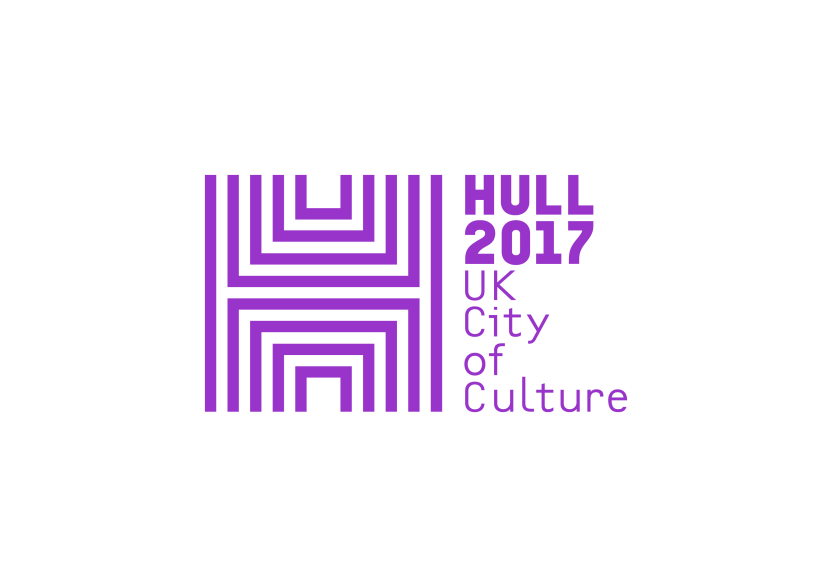 HULL
2017
UK
City
of
Culture